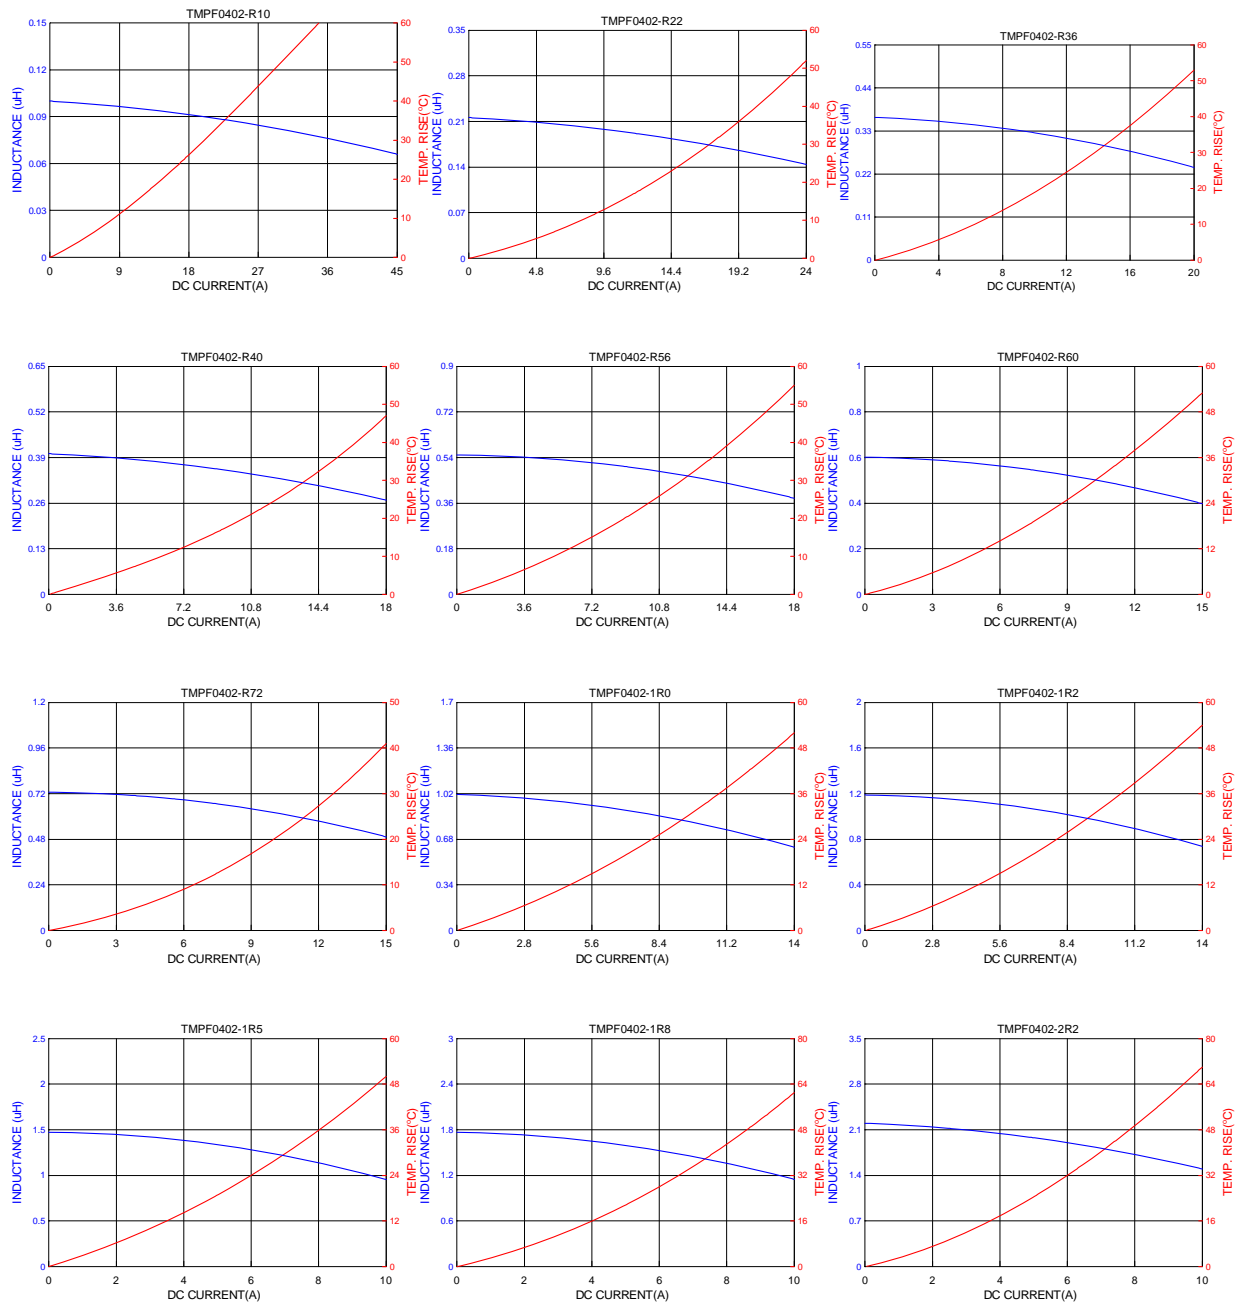 TMPF0402-R10
INDUCTANCE (uH)
0.15
0.12
0.09
0.06
0.03
0
60
50
40
30
20
10
0
TEMP. RISE(ºC)
0 9 18 27 36 45
DC CURRENT(A)
TMPF0402-R22
INDUCTANCE (uH)
0.35
0.28
0.21
0.14
0.07
0
60
50
40
30
20
10
0
TEMP. RISE(ºC)
0 4.8 9.6 14.4 19.2 24
DC CURRENT(A)
TMPF0402-R36
INDUCTANCE (uH)
0.55
0.44
0.33
0.22
0.11
0
60
50
40
30
20
10
0
TEMP. RISE(ºC)
0 4 8 12 16 20
DC CURRENT(A)
TMPF0402-R40
INDUCTANCE (uH)
0.65
0.52
0.39
0.26
0.13
0
60
50
40
30
20
10
0
TEMP. RISE(ºC)
0 3.6 7.2 10.8 14.4 18
DC CURRENT(A)
TMPF0402-R56
INDUCTANCE (uH)
0.9
0.72
0.54
0.36
0.18
0
60
50
40
30
20
10
0
TEMP. RISE(ºC)
0 3.6 7.2 10.8 14.4 18
DC CURRENT(A)
TMPF0402-R60
INDUCTANCE (uH)
1
0.8
0.6
0.4
0.2
0
60
48
36
24
12
0
TEMP. RISE(ºC)
0 3 6 9 12 15
DC CURRENT(A)
TMPF0402-R72
INDUCTANCE (uH)
1.2
0.96
0.72
0.48
0.24
0
50
40
30
20
10
0
TEMP. RISE(ºC)
0 3 6 9 12 15
DC CURRENT(A)
TMPF0402-1R0
INDUCTANCE (uH)
1.7
1.36
1.02
0.68
0.34
0
60
48
36
24
12
0
TEMP. RISE(ºC)
0 2.8 5.6 8.4 11.2 14
DC CURRENT(A)
TMPF0402-1R2
INDUCTANCE (uH)
2
1.6
1.2
0.8
0.4
0
60
48
36
24
12
0
TEMP. RISE(ºC)
0 2.8 5.6 8.4 11.2 14
DC CURRENT(A)
TMPF0402-1R5
INDUCTANCE (uH)
2.5
2
1.5
1
0.5
0
60
48
36
24
12
0
TEMP. RISE(ºC)
0 2 4 6 8 10
DC CURRENT(A)
TMPF0402-1R8
INDUCTANCE (uH)
3
2.4
1.8
1.2
0.6
0
80
64
48
32
16
0
TEMP. RISE(ºC)
0 2 4 6 8 10
DC CURRENT(A)
TMPF0402-2R2
INDUCTANCE (uH)
3.5
2.8
2.1
1.4
0.7
0
80
64
48
32
16
0
TEMP. RISE(ºC)
0 2 4 6 8 10
DC CURRENT(A)